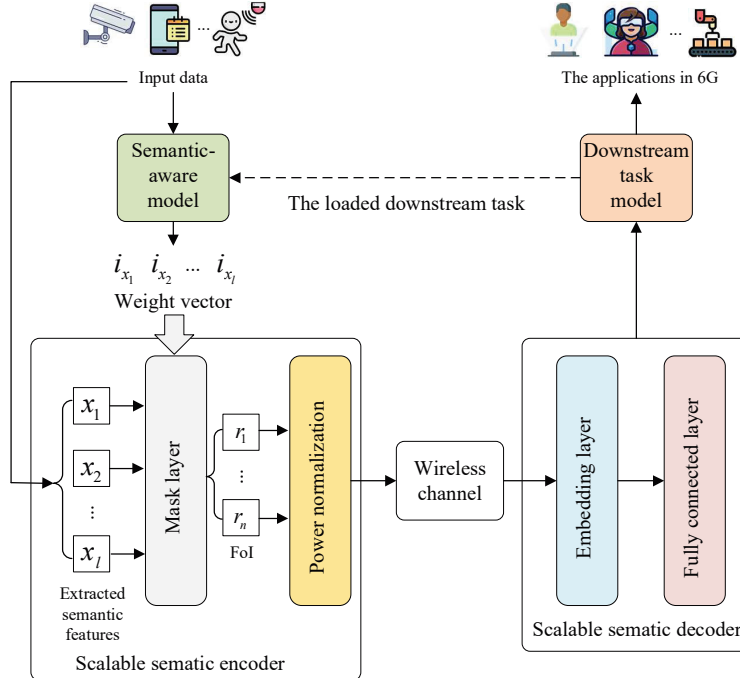 ...
...
Input data
The applications in 6G
Semantic-
aware
model
Downstream
task
model
The loaded downstream task
i_{x_1} i_{x_2} ... i_{x_l}
Weight vector
x_1
x_2
...
x_l
Extracted
semantic
features
Mask layer
r_1
...
r_n
FoI
Power normalization
Scalable sematic encoder
Wireless
channel
Embedding layer
Fully connected layer
Scalable sematic decoder